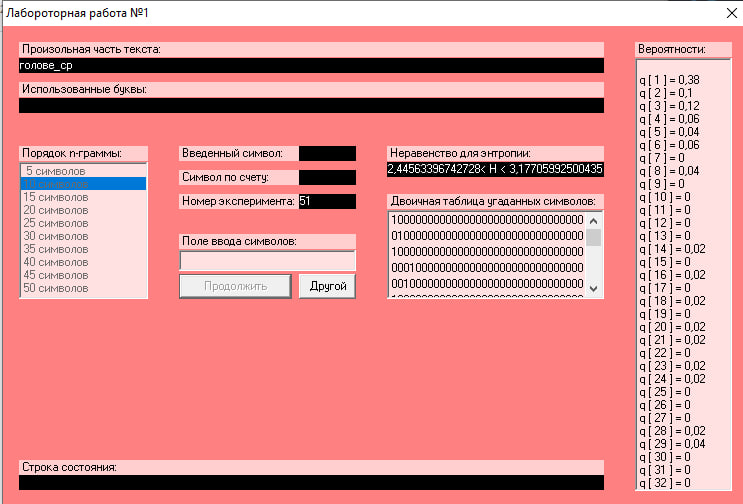 Лабороторная работа №1
Произольная часть текста:
голове_ср
Использованные буквы:
Порядок n-граммы:
5 символов
15 символов
20 символов
25 символов
30 символов
35 символов
40 символов
45 символов
50 символов
Введенный символ:
Символ по счету:
Номер эксперимента: 51
Поле ввода символов:
Продолжить
Другой
Неравенство для энтропии:
2,44563396742728< H < 3,17705992500435
Двоичная таблица угаданных символов:
10000000000000000000000000000000
01000000000000000000000000000000
10000000000000000000000000000000
00010000000000000000000000000000
00100000000000000000000000000000
Строка состояния:
Вероятности:
q [ 1 ] = 0,38
q [ 2 ] = 0,1
q [ 3 ] = 0,12
q [ 4 ] = 0,06
q [ 5 ] = 0,04
q [ 6 ] = 0,06
q [ 7 ] = 0
q [ 8 ] = 0,04
q [ 9 ] = 0
q [ 10 ] = 0
q [ 11 ] = 0
q [ 12 ] = 0
q [ 13 ] = 0
q [ 14 ] = 0,02
q [ 15 ] = 0
q [ 16 ] = 0,02
q [ 17 ] = 0
q [ 18 ] = 0,02
q [ 19 ] = 0
q [ 20 ] = 0,02
q [ 21 ] = 0,02
q [ 22 ] = 0
q [ 23 ] = 0,02
q [ 24 ] = 0,02
q [ 25 ] = 0
q [ 26 ] = 0
q [ 27 ] = 0
q [ 28 ] = 0,02
q [ 29 ] = 0,04
q [ 30 ] = 0
q [ 31 ] = 0
q [ 32 ] = 0